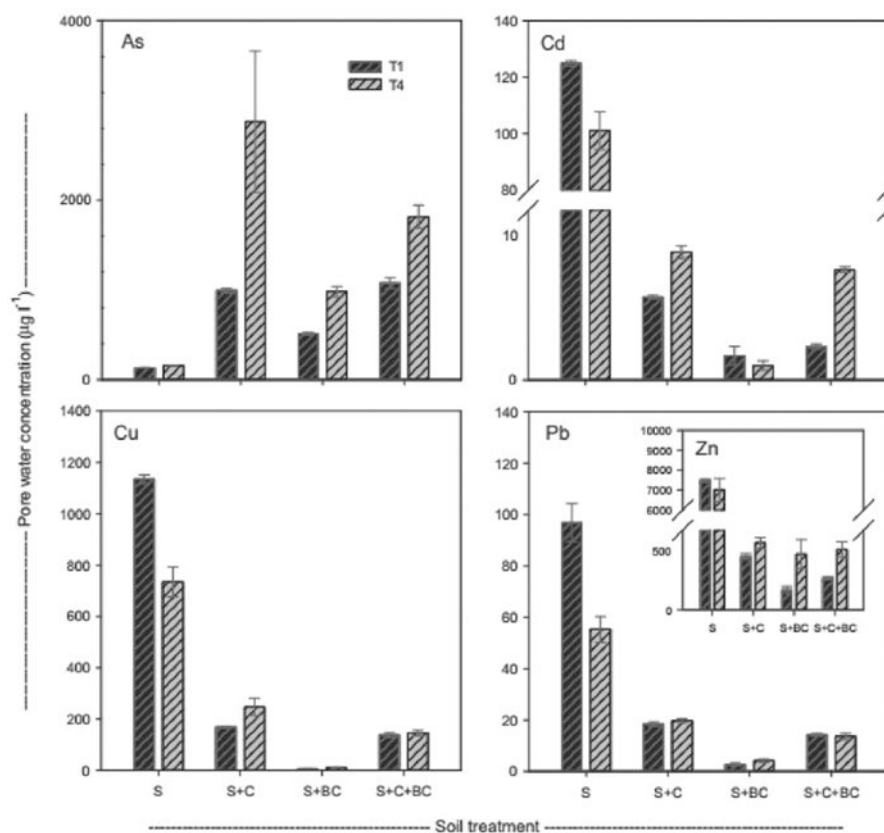 As
4000
2000
0
T1
T4
Cd
140
120
100
80
10
0
Cu
1400
1200
1000
800
600
400
200
0
S S+C S+BC S+C+BC
Pb
140
120
100
80
60
40
20
0
S S+C S+BC S+C+BC
Zn
10000
9000
8000
7000
6000
500
0
S S+C S+BC S+C+BC
Pore water concentration (µg l⁻¹)
Soil treatment